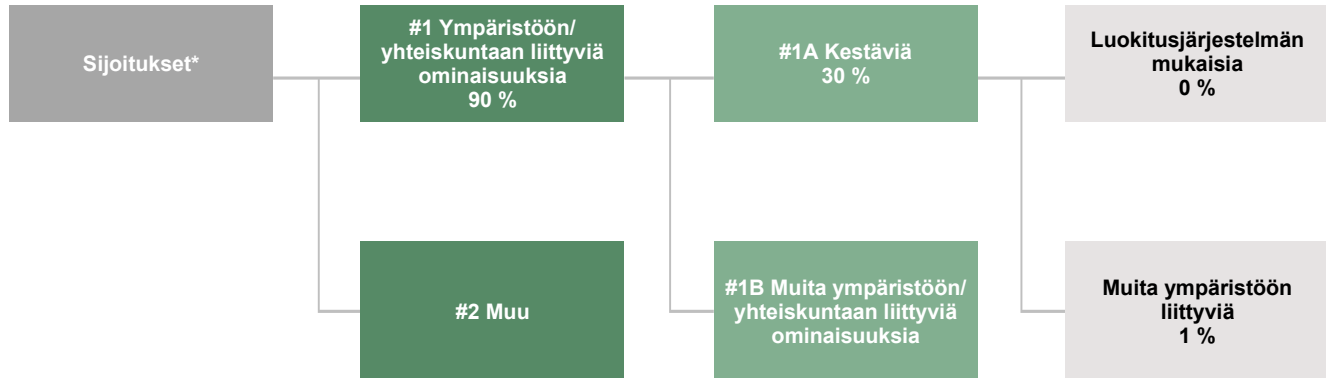 Sijoitukset*
#1 Ympäristöön/
yhteiskuntaan liittyviä
ominaisuuksia
90 %
#1A Kestäviä
30 %
Luokitusjärjestelmän
mukaisia
0 %
#2 Muu
#1B Muita ympäristöön/
yhteiskuntaan liittyviä
ominaisuuksia
Muita ympäristöön
liittyviä
1 %